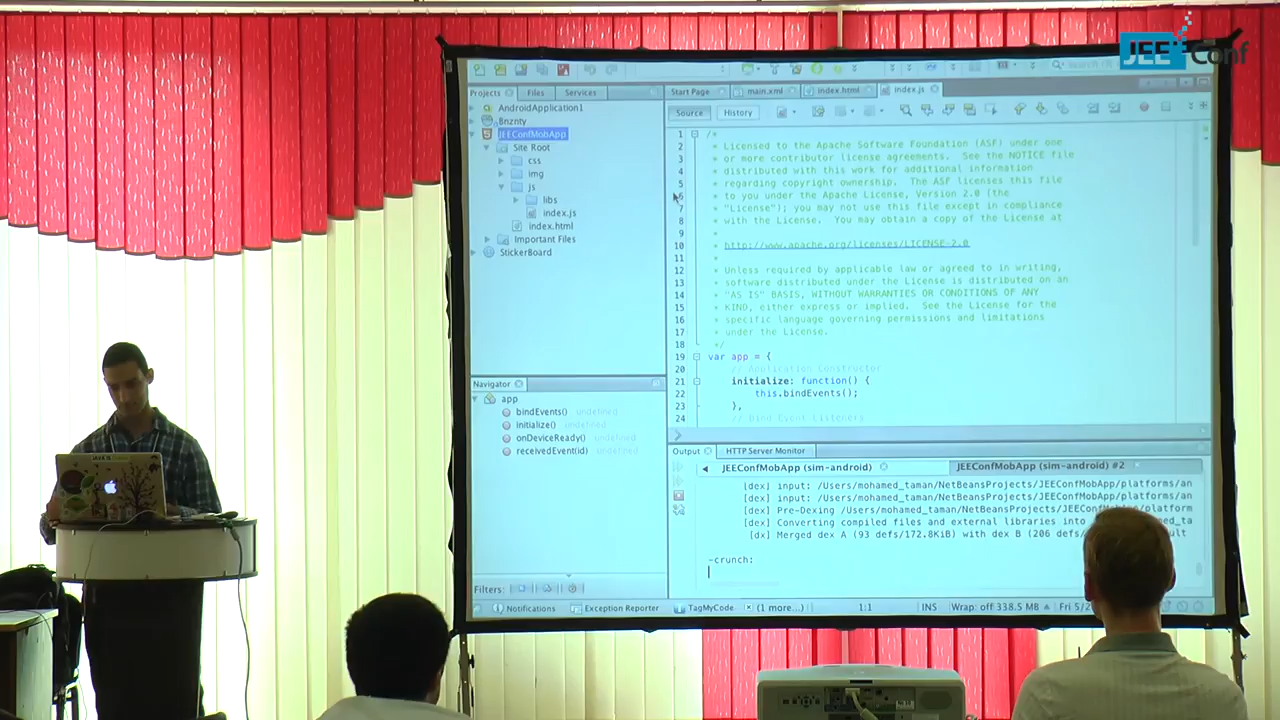 JEEConf
Projects
Files
Services
AndroidApplication1
Bnznty
JEEConfMobApp
Site Root
css
img
js
libs
index.js
index.html
Important Files
StickerBoard
Start Page
main.xml
index.html
index.js
Source
History
1 /*
2 * Licensed to the Apache Software Foundation (ASF) under one
3 * or more contributor license agreements. See the NOTICE file
4 * distributed with this work for additional information
5 * regarding copyright ownership. The ASF licenses this file
6 * to you under the Apache License, Version 2.0 (the
7 * "License"); you may not use this file except in compliance
8 * with the License. You may obtain a copy of the License at
9 *
10 * http://www.apache.org/licenses/LICENSE-2.0
11 *
12 * Unless required by applicable law or agreed to in writing,
13 * software distributed under the License is distributed on an
14 * "AS IS" BASIS, WITHOUT WARRANTIES OR CONDITIONS OF ANY
15 * KIND, either express or implied. See the License for the
16 * specific language governing permissions and limitations
17 * under the License.
18 */
19 var app = {
20 // Application Constructor
21 initialize: function() {
22 this.bindEvents();
23 },
24 // Bind Event Listeners
Navigator
app
bindEvents() undefined
initialize() undefined
onDeviceReady() undefined
receivedEvent(id) undefined
Filters:
Output
HTTP Server Monitor
JEEConfMobApp (sim-android)
JEEConfMobApp (sim-android) #2
[dex] input: /Users/mohamed_taman/NetBeansProjects/JEEConfMobApp/platforms/an
[dex] input: /Users/mohamed_taman/NetBeansProjects/JEEConfMobApp/platforms/an
[dex] Pre-Dexing /Users/mohamed_taman/NetBeansProjects/JEEConfMobApp/platform
[dex] Converting compiled files and external libraries into
[dx] Merged dex A (93 defs/172.8KiB) with dex B (206 defs/
-crunch:
Notifications
Exception Reporter
TagMyCode
(1 more...)
1:1
INS
Wrap: off 338.5 MB
Fri 5/2